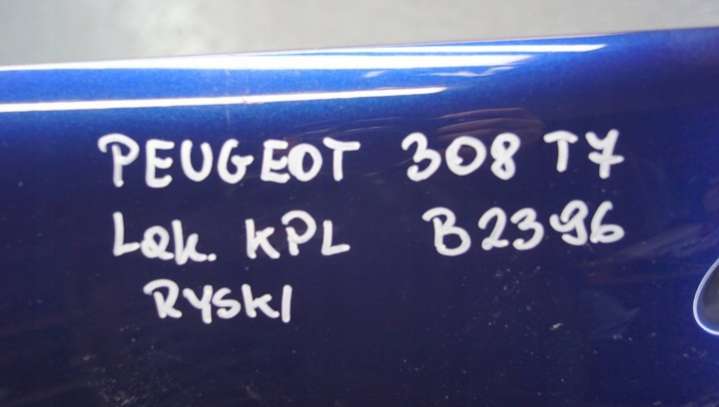 PEUGEOT 308 T7
Lak. KPL B2396
RYSKI